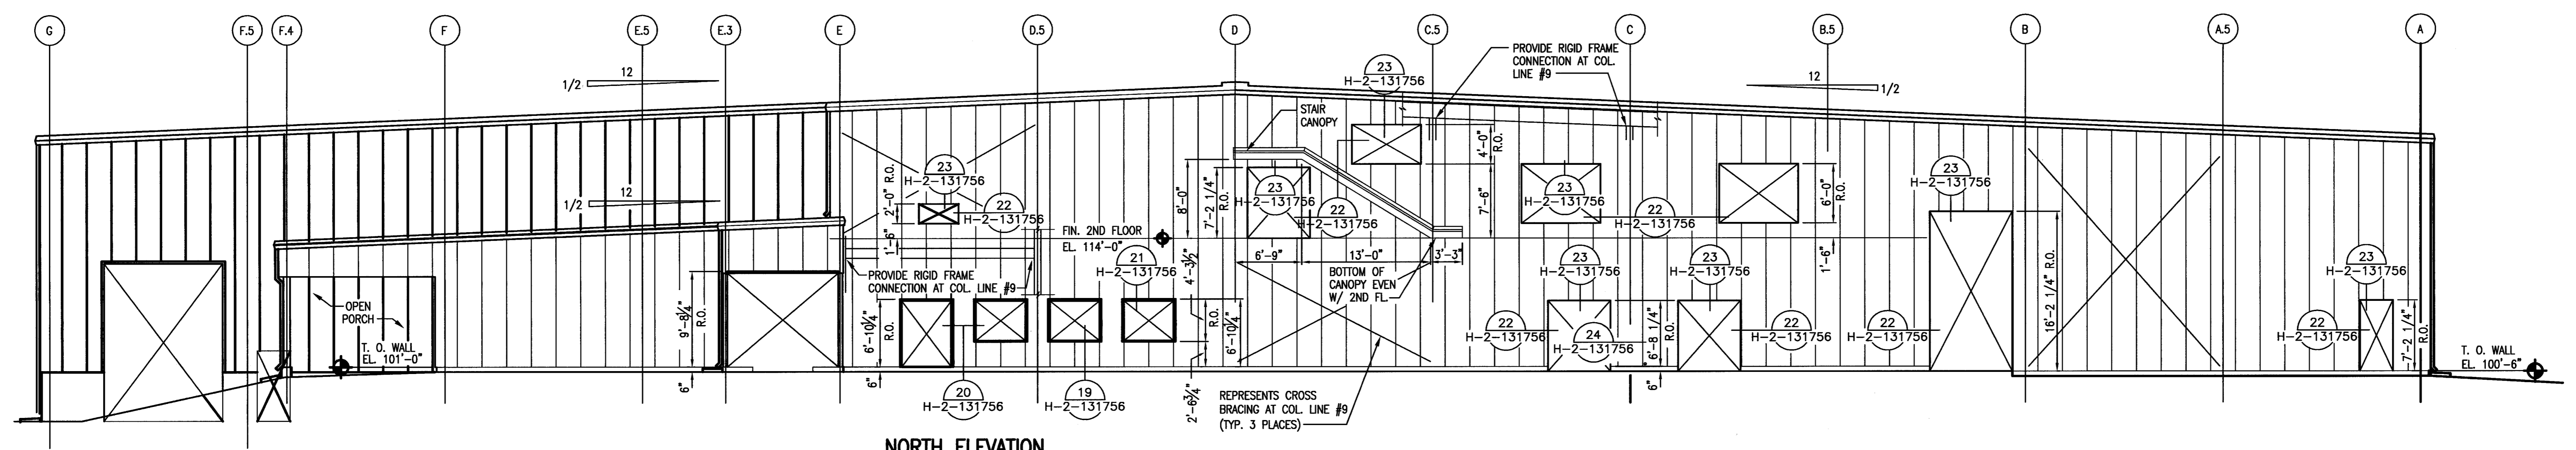 G
F.5
F.4
F
E.5
E.3
E
D.5
D
C.5
C
B.5
B
A.5
A
12
1/2
12
1/2
12
1/2
PROVIDE RIGID FRAME
CONNECTION AT COL.
LINE #9
23
H-2-131756
STAIR
CANOPY
4'-0"
R.O.
23
H-2-131756
2'-0" R.O.
22
H-2-131756
1'-6"
FIN. 2ND FLOOR
EL. 114'-0"
8'-0"
7'-2 1/4"
R.O.
23
H-2-131756
22
H-2-131756
7'-6"
23
H-2-131756
22
H-2-131756
6'-0"
R.O.
1'-6"
23
H-2-131756
6'-9"
13'-0"
3'-3"
21
H-2-131756
4'-3 1/2"
PROVIDE RIGID FRAME
CONNECTION AT COL. LINE #9
BOTTOM OF
CANOPY EVEN
W/ 2ND FL.
23
H-2-131756
23
H-2-131756
23
H-2-131756
OPEN
PORCH
T. O. WALL
EL. 101'-0"
9'-8 1/4"
R.O.
6"
6'-10 1/4"
R.O.
6"
R.O.
6'-10 1/4"
2'-6 3/4"
22
H-2-131756
24
H-2-131756
6'-8 1/4"
R.O.
6"
22
H-2-131756
22
H-2-131756
16'-2 1/4" R.O.
22
H-2-131756
7'-2 1/4"
R.O.
T. O. WALL
EL. 100'-6"
20
H-2-131756
19
H-2-131756
REPRESENTS CROSS
BRACING AT COL. LINE #9
(TYP. 3 PLACES)
NORTH ELEVATION